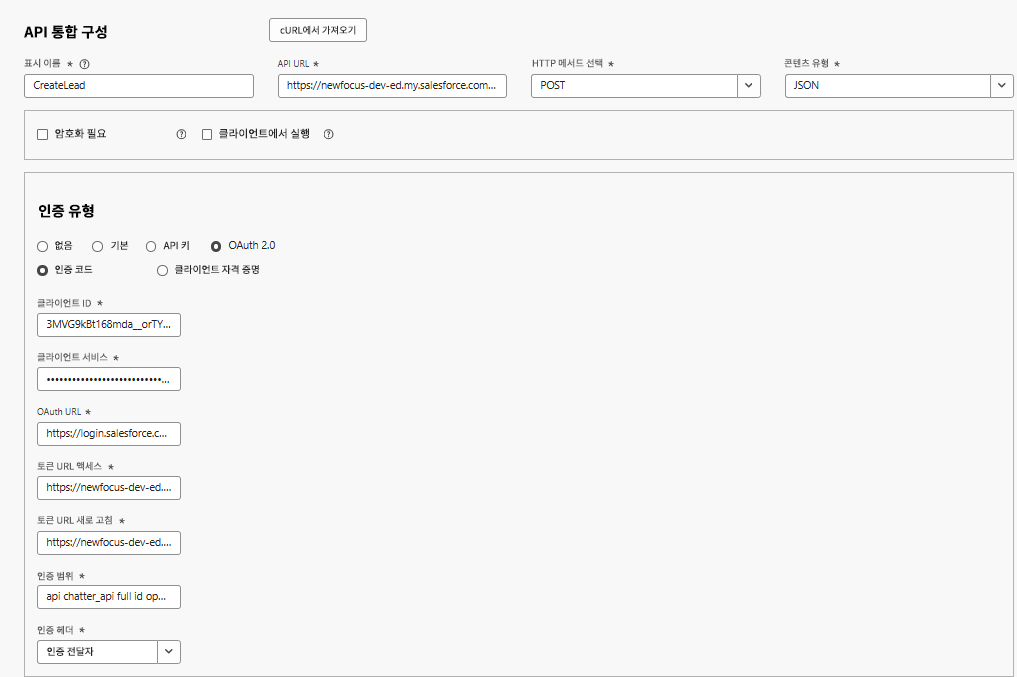 API 통합 구성
cURL에서 가져오기
표시 이름 * ?
API URL *
HTTP 메서드 선택 *
콘텐츠 유형 *
CreateLead
https://newfocus-dev-ed.my.salesforce.com...
POST
JSON
암호화 필요 ?
클라이언트에서 실행 ?
인증 유형
없음
기본
API 키
OAuth 2.0
인증 코드
클라이언트 자격 증명
클라이언트 ID *
3MVG9kBt168mda__orTY...
클라이언트 서비스 *
••••••••••••••••••••••••••••...
OAuth URL *
https://login.salesforce.c...
토큰 URL 액세스 *
https://newfocus-dev-ed....
토큰 URL 새로 고침 *
https://newfocus-dev-ed....
인증 범위 *
api chatter_api full id op...
인증 헤더 *
인증 전달자